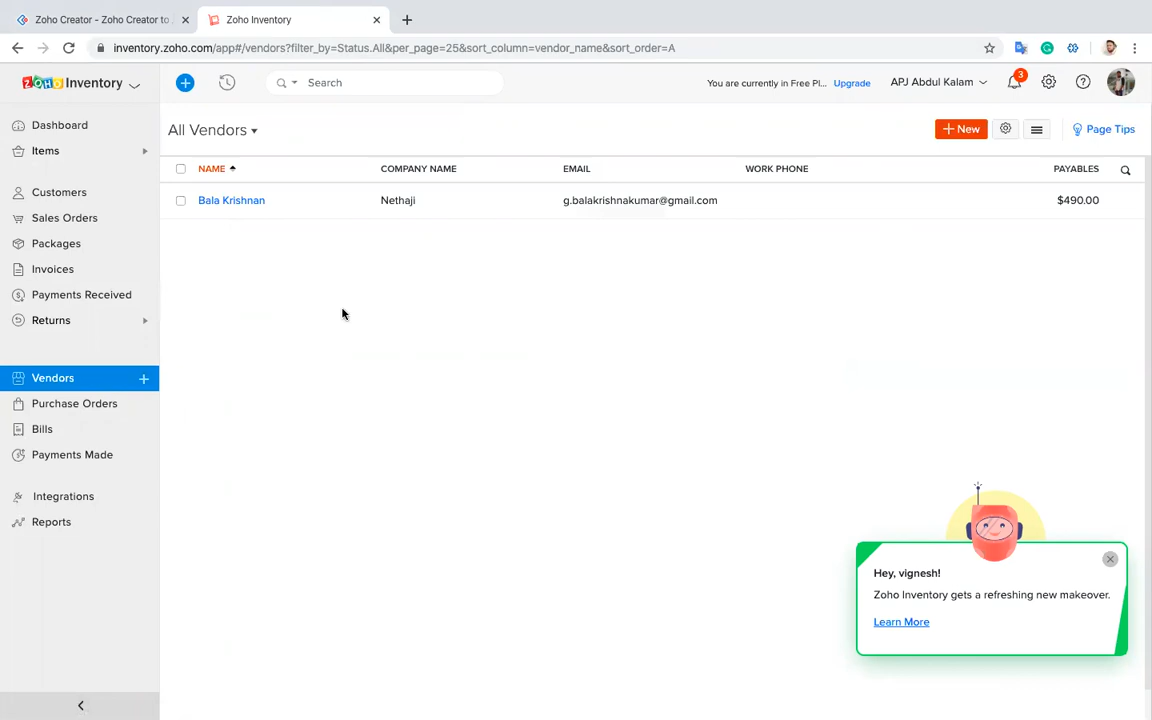 Zoho Creator - Zoho Creator to
Zoho Inventory
inventory.zoho.com/app#/vendors?filter_by=Status.All&per_page=25&sort_column=vendor_name&sort_order=A
ZOHO Inventory
Search
You are currently in Free Pl... Upgrade
APJ Abdul Kalam
3
Dashboard
Items
Customers
Sales Orders
Packages
Invoices
Payments Received
Returns
Vendors
Purchase Orders
Bills
Payments Made
Integrations
Reports
All Vendors
+ New
Page Tips
NAME COMPANY NAME EMAIL WORK PHONE PAYABLES
Bala Krishnan Nethaji g.balakrishnakumar@gmail.com $490.00
Hey, vignesh!
Zoho Inventory gets a refreshing new makeover.
Learn More